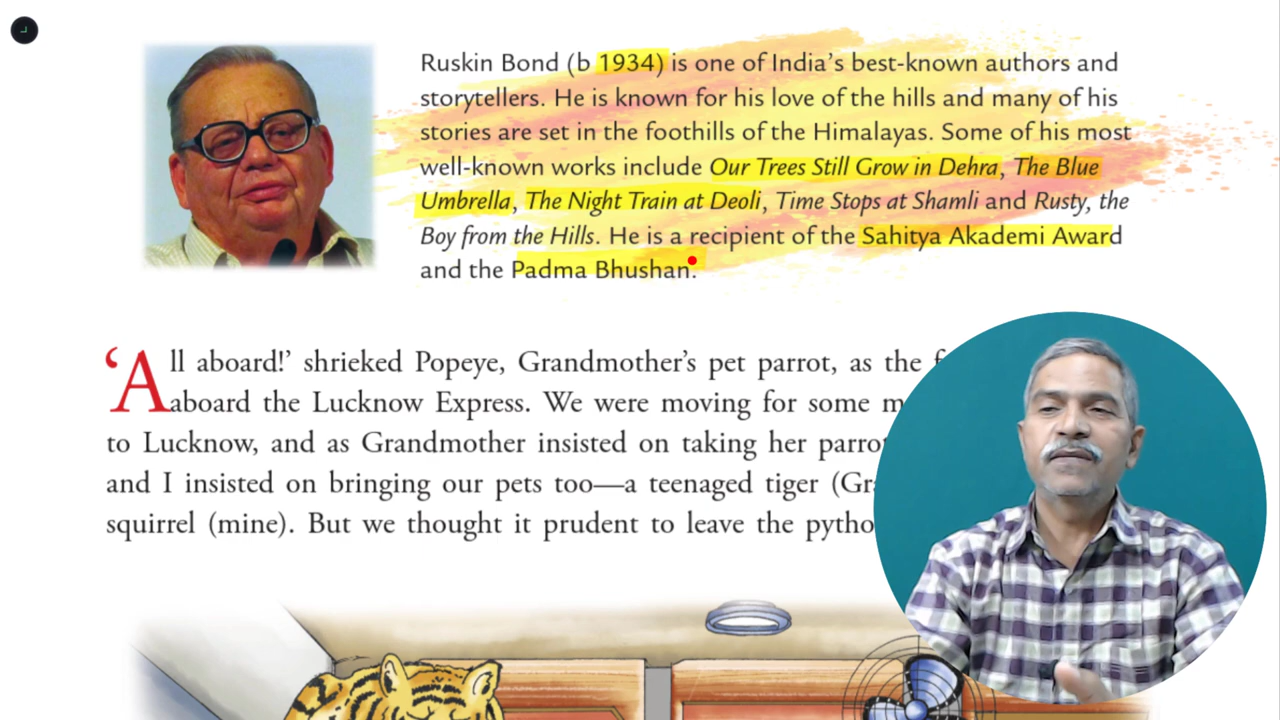 Ruskin Bond (b 1934) is one of India's best-known authors and
storytellers. He is known for his love of the hills and many of his
stories are set in the foothills of the Himalayas. Some of his most
well-known works include Our Trees Still Grow in Dehra, The Blue
Umbrella, The Night Train at Deoli, Time Stops at Shamli and Rusty, the
Boy from the Hills. He is a recipient of the Sahitya Akademi Award
and the Padma Bhushan.
‘All aboard!’ shrieked Popeye, Grandmother’s pet parrot, as the
aboard the Lucknow Express. We were moving for some
to Lucknow, and as Grandmother insisted on taking her
and I insisted on bringing our pets too—a teenaged tiger
squirrel (mine). But we thought it prudent to leave the